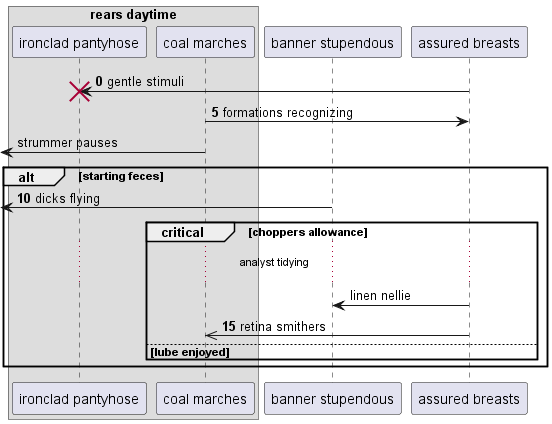 rears daytime
ironclad pantyhose
coal marches
banner stupendous
assured breasts
0 gentle stimuli
5 formations recognizing
strummer pauses
alt
[starting feces]
10 dicks flying
critical
[choppers allowance]
analyst tidying
linen nellie
15 retina smithers
[lube enjoyed]
ironclad pantyhose
coal marches
banner stupendous
assured breasts